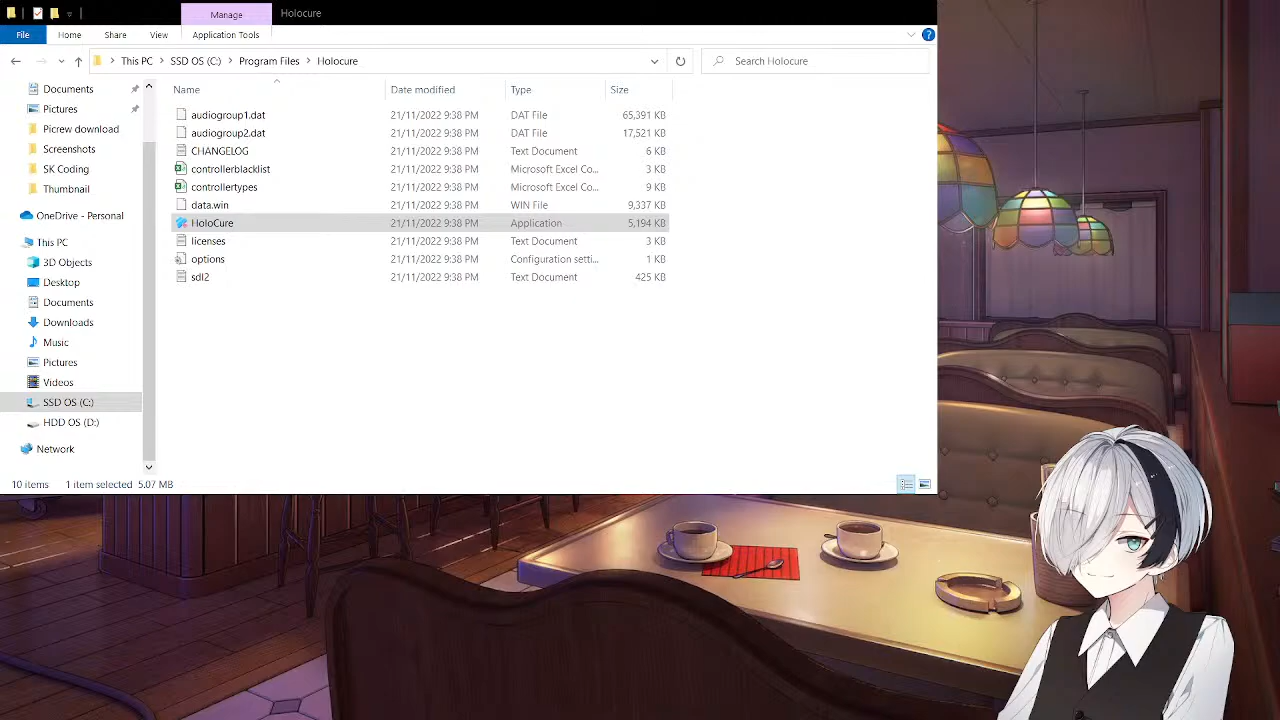 Manage
Holocure
File
Home
Share
View
Application Tools
This PC
SSD OS (C:)
Program Files
Holocure
Search Holocure
Name
Date modified
Type
Size
Documents
Pictures
Picrew download
Screenshots
SK Coding
Thumbnail
OneDrive - Personal
This PC
3D Objects
Desktop
Documents
Downloads
Music
Pictures
Videos
SSD OS (C:)
HDD OS (D:)
Network
audiogroup1.dat 21/11/2022 9:38 PM DAT File 65,391 KB
audiogroup2.dat 21/11/2022 9:38 PM DAT File 17,521 KB
CHANGELOG 21/11/2022 9:38 PM Text Document 6 KB
controllerblacklist 21/11/2022 9:38 PM Microsoft Excel Co... 3 KB
controllertypes 21/11/2022 9:38 PM Microsoft Excel Co... 9 KB
data.win 21/11/2022 9:38 PM WIN File 9,337 KB
HoloCure 21/11/2022 9:38 PM Application 5,194 KB
licenses 21/11/2022 9:38 PM Text Document 3 KB
options 21/11/2022 9:38 PM Configuration setti... 1 KB
sdl2 21/11/2022 9:38 PM Text Document 425 KB
10 items 1 item selected 5.07 MB